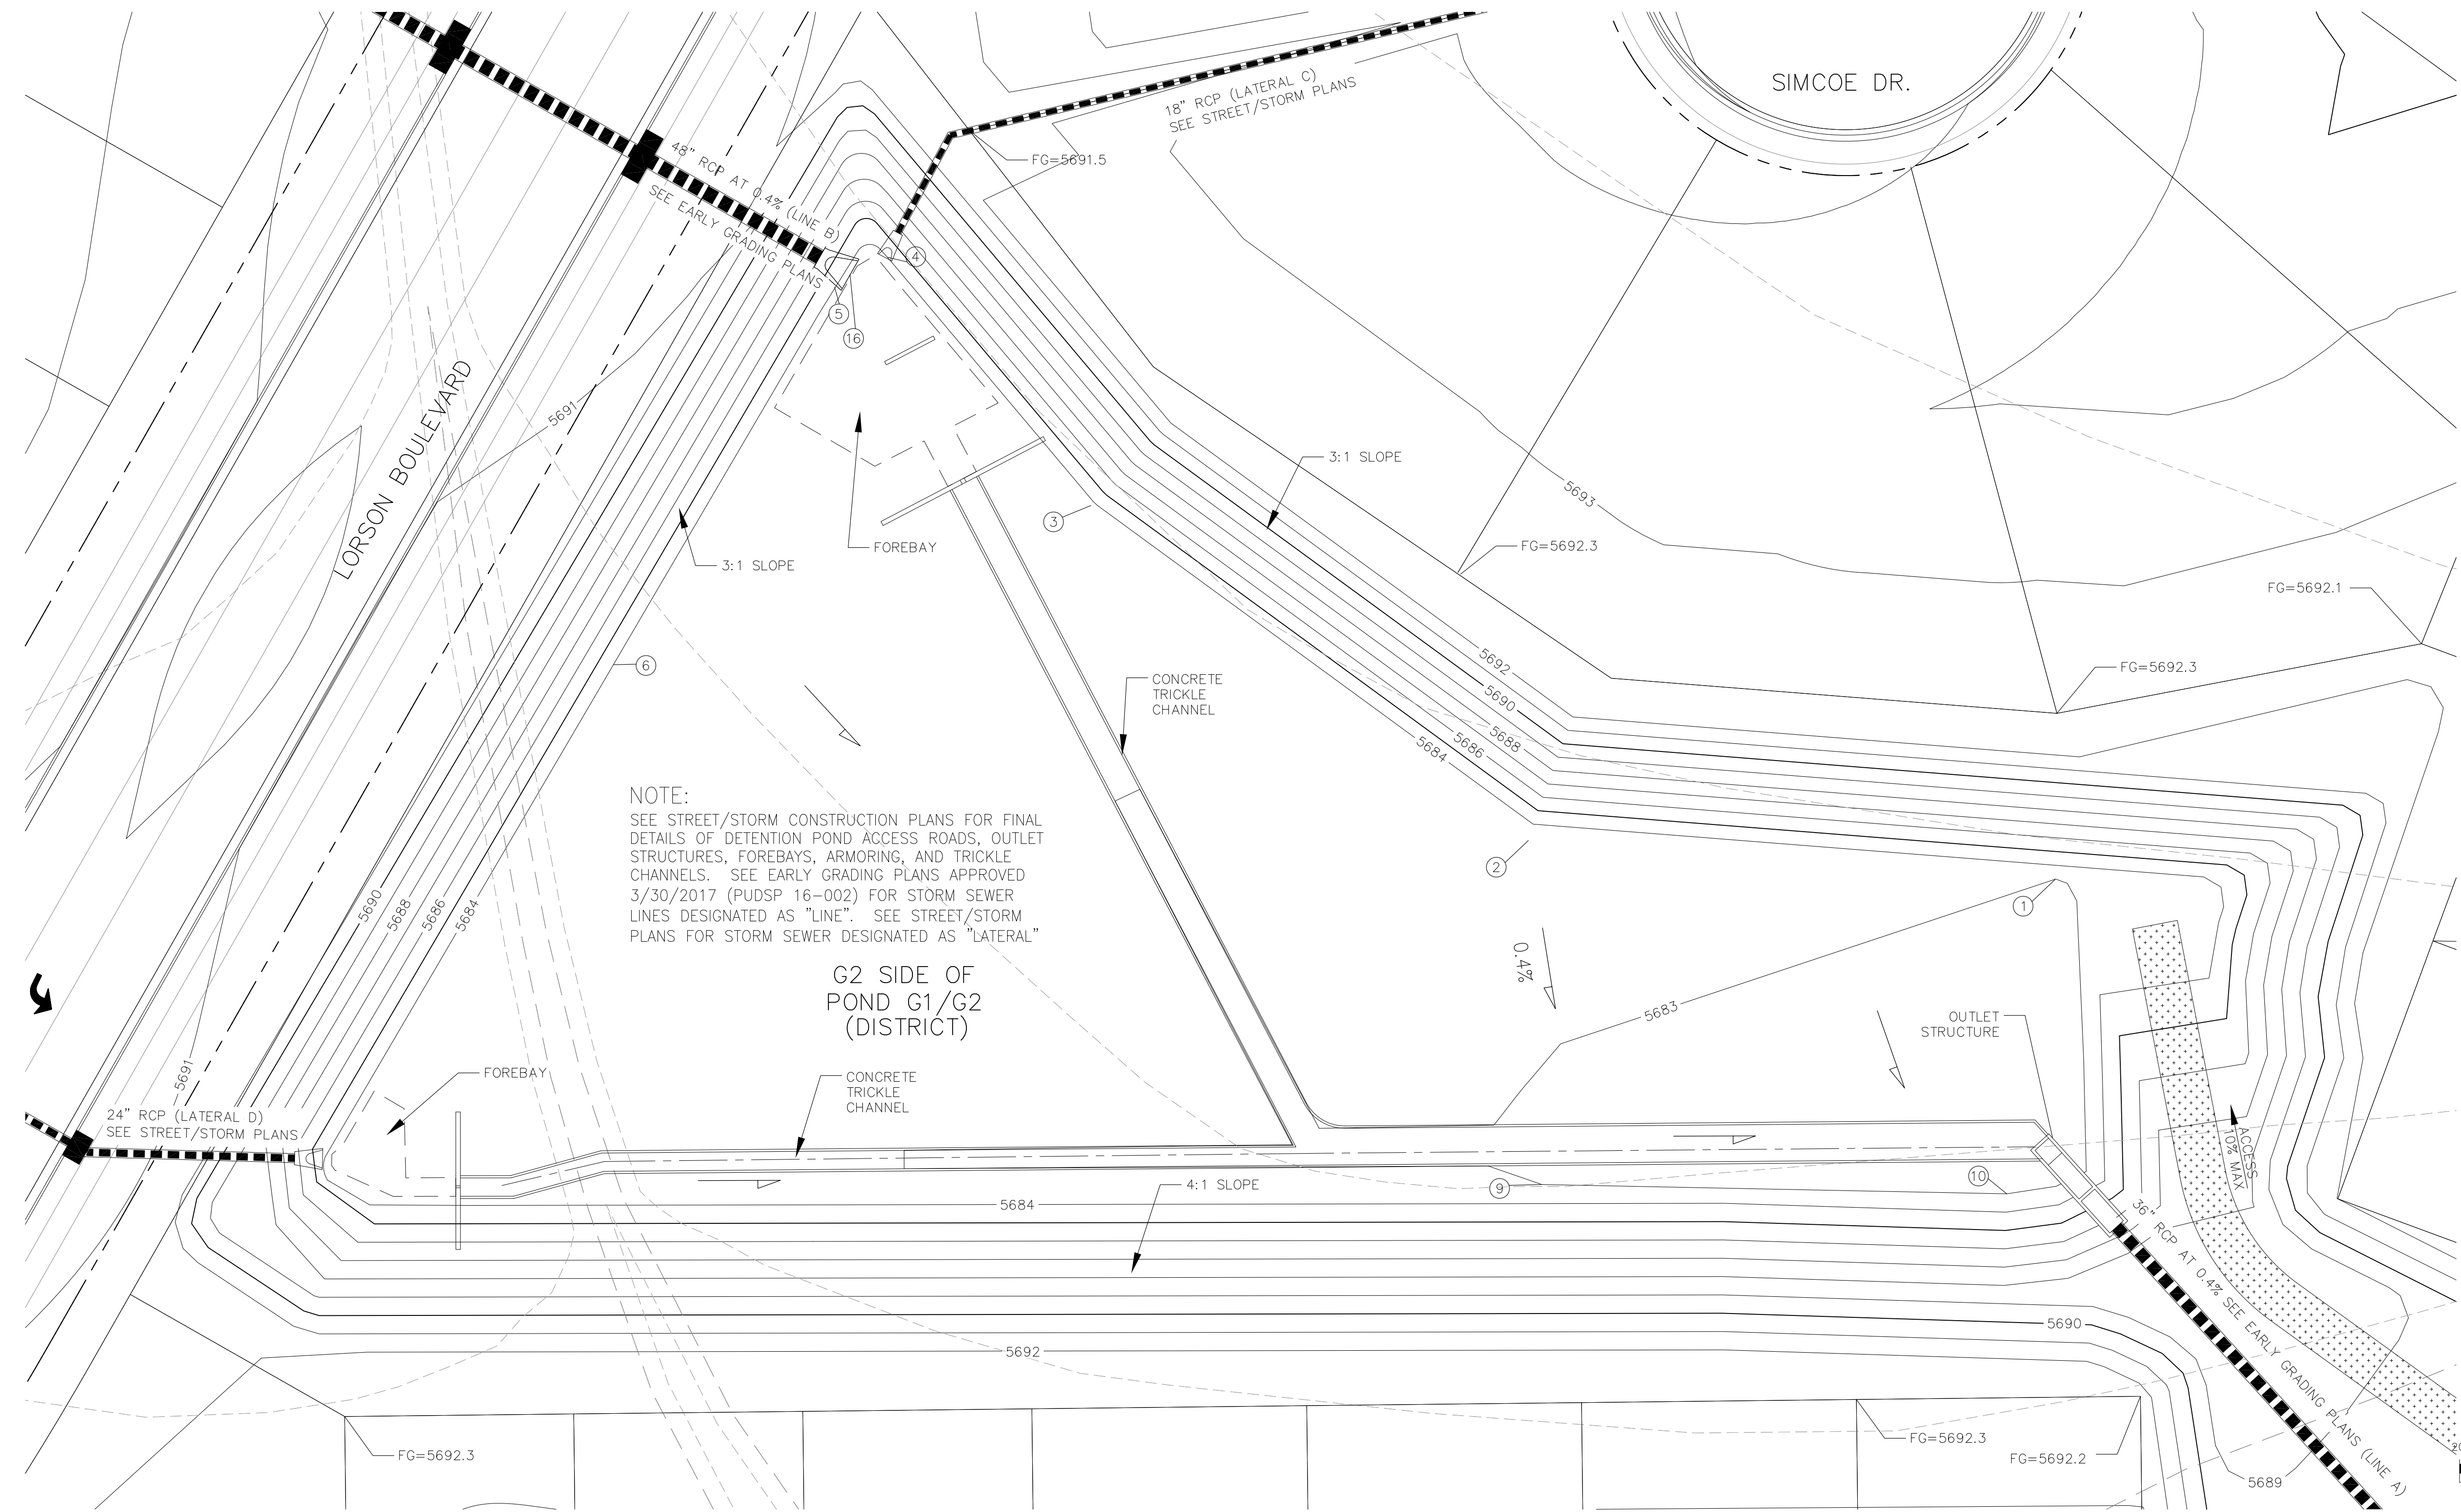 SIMCOE DR.
18" RCP (LATERAL C)
SEE STREET/STORM PLANS
FG=5691.5
48" RCP AT 0.4% (LINE B)
SEE EARLY GRADING PLANS
4
5
16
LORSON BOULEVARD
5691
3:1 SLOPE
5693
3
FOREBAY
FG=5692.3
3:1 SLOPE
FG=5692.1
6
5692
FG=5692.3
CONCRETE
TRICKLE
CHANNEL
5690
5688
5686
5684
NOTE:
SEE STREET/STORM CONSTRUCTION PLANS FOR FINAL
DETAILS OF DETENTION POND ACCESS ROADS, OUTLET
STRUCTURES, FOREBAYS, ARMORING, AND TRICKLE
CHANNELS. SEE EARLY GRADING PLANS APPROVED
3/30/2017 (PUDSP 16-002) FOR STORM SEWER
LINES DESIGNATED AS "LINE". SEE STREET/STORM
PLANS FOR STORM SEWER DESIGNATED AS "LATERAL"
2
1
5690
5688
5686
5684
G2 SIDE OF
POND G1/G2
(DISTRICT)
0.4%
5683
OUTLET
STRUCTURE
5691
FOREBAY
CONCRETE
TRICKLE
CHANNEL
24" RCP (LATERAL D)
SEE STREET/STORM PLANS
ACCESS
10% MAX
4:1 SLOPE
9
10
5684
36" RCP AT 0.4% SEE EARLY GRADING PLANS (LINE A)
5690
5692
FG=5692.3
FG=5692.3
FG=5692.2
5689